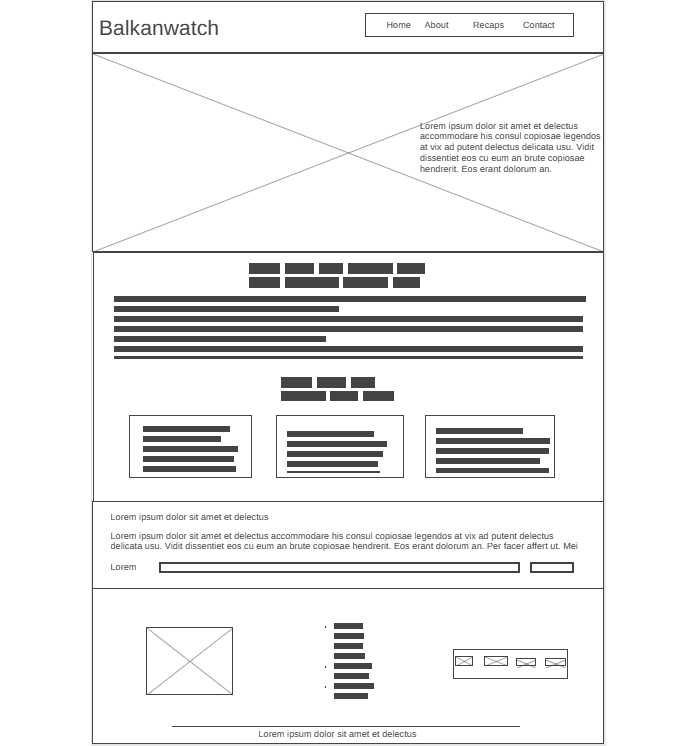 Balkanwatch
Home About Recaps Contact
Lorem ipsum dolor sit amet et delectus
accommodare his consul copiosae legendos
at vix ad putent delectus delicata usu. Vidit
dissentiet eos cu eum an brute copiosae
hendrerit. Eos erant dolorum an.
Lorem ipsum dolor sit amet et delectus
Lorem ipsum dolor sit amet et delectus accommodare his consul copiosae legendos at vix ad putent delectus
delicata usu. Vidit dissentiet eos cu eum an brute copiosae hendrerit. Eos erant dolorum an. Per facer affert ut. Mei
Lorem
Lorem ipsum dolor sit amet et delectus